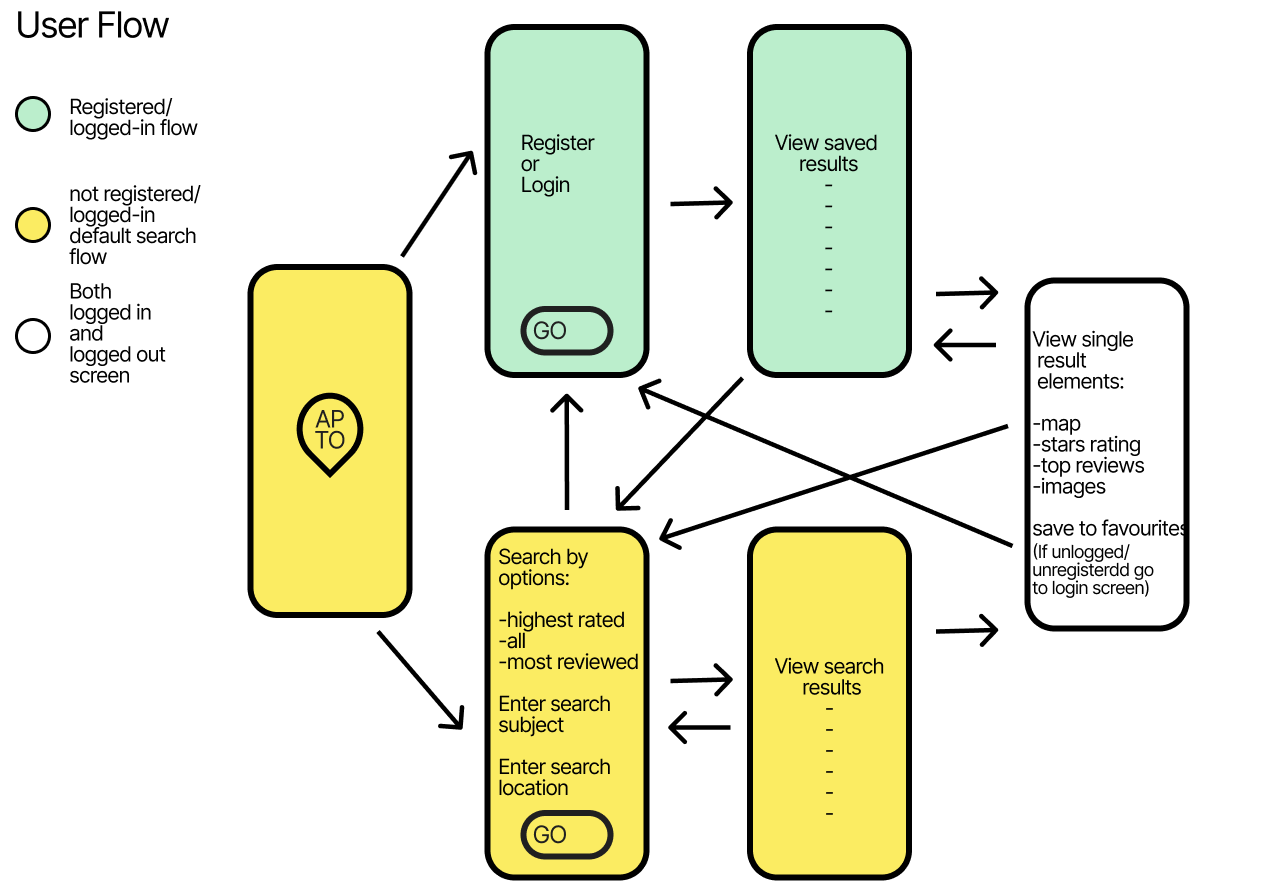 User Flow
Registered/
logged-in flow
not registered/
logged-in
default search
flow
Both
logged in
and
logged out
screen
AP
TO
Register
or
Login
GO
View saved
results
-
-
-
-
-
-
-
View single
result
elements:
-map
-stars rating
-top reviews
-images
save to favourites
(If unlogged/
unregisterdd go
to login screen)
Search by
options:
-highest rated
-all
-most reviewed
Enter search
subject
Enter search
location
GO
View search
results
-
-
-
-
-
-